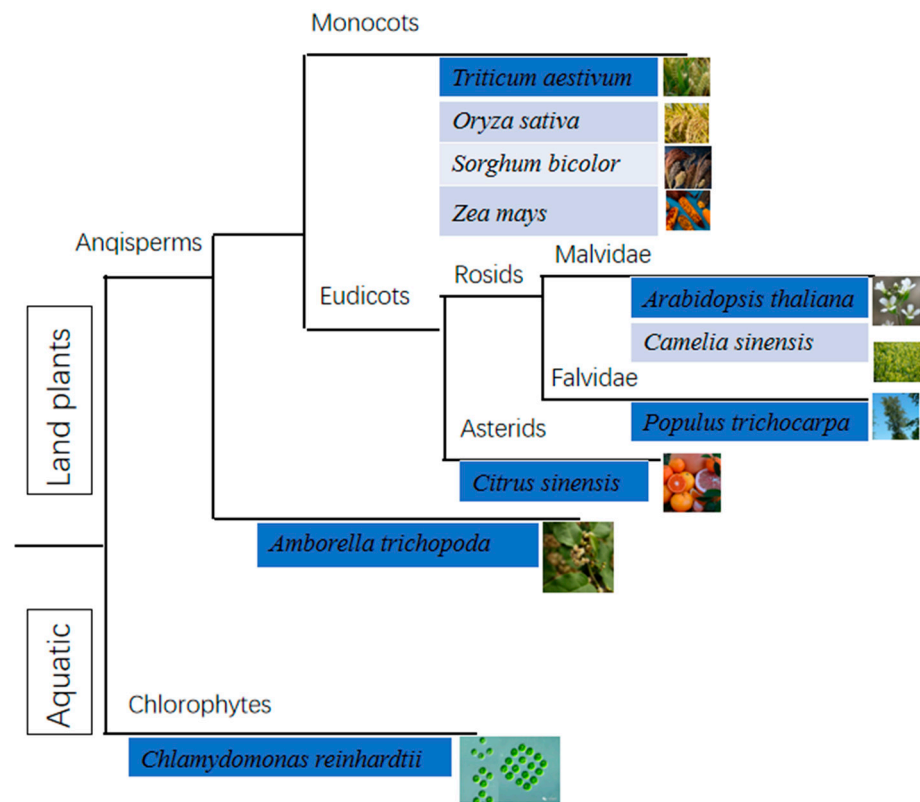 Monocots
Triticum aestivum
Oryza sativa
Sorghum bicolor
Zea mays
Anqisperms
Malvidae
Rosids
Eudicots
Arabidopsis thaliana
Camelia sinensis
Falvidae
Populus trichocarpa
Asterids
Citrus sinensis
Land plants
Amborella trichopoda
Aquatic
Chlorophytes
Chlamydomonas reinhardtii